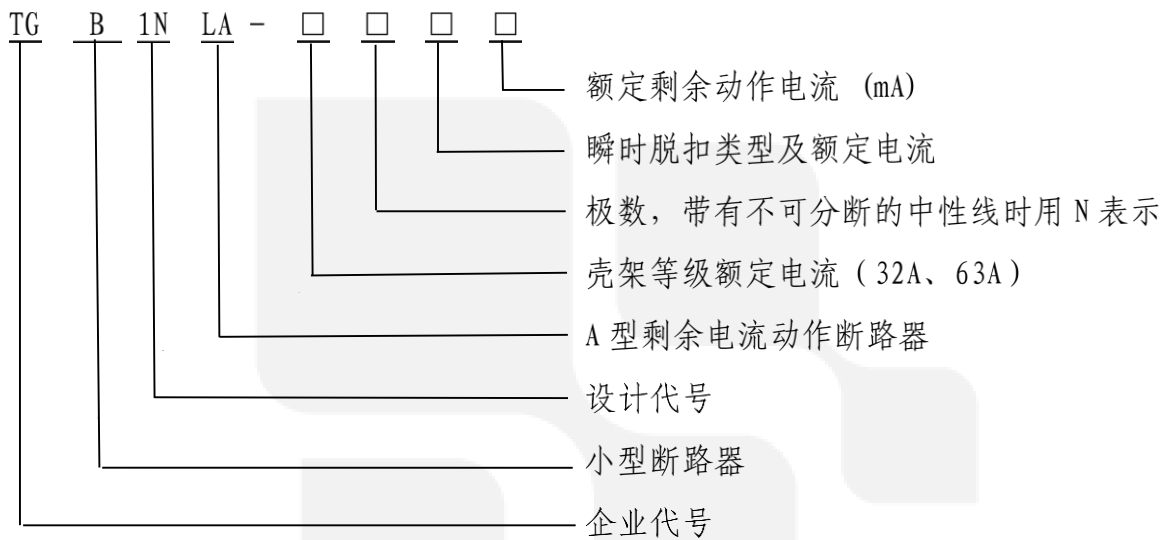 TG B 1N LA - □ □ □ □
额定剩余动作电流 (mA)
瞬时脱扣类型及额定电流
极数，带有不可分断的中性线时用 N 表示
壳架等级额定电流（32A、63A）
A 型剩余电流动作断路器
设计代号
小型断路器
企业代号